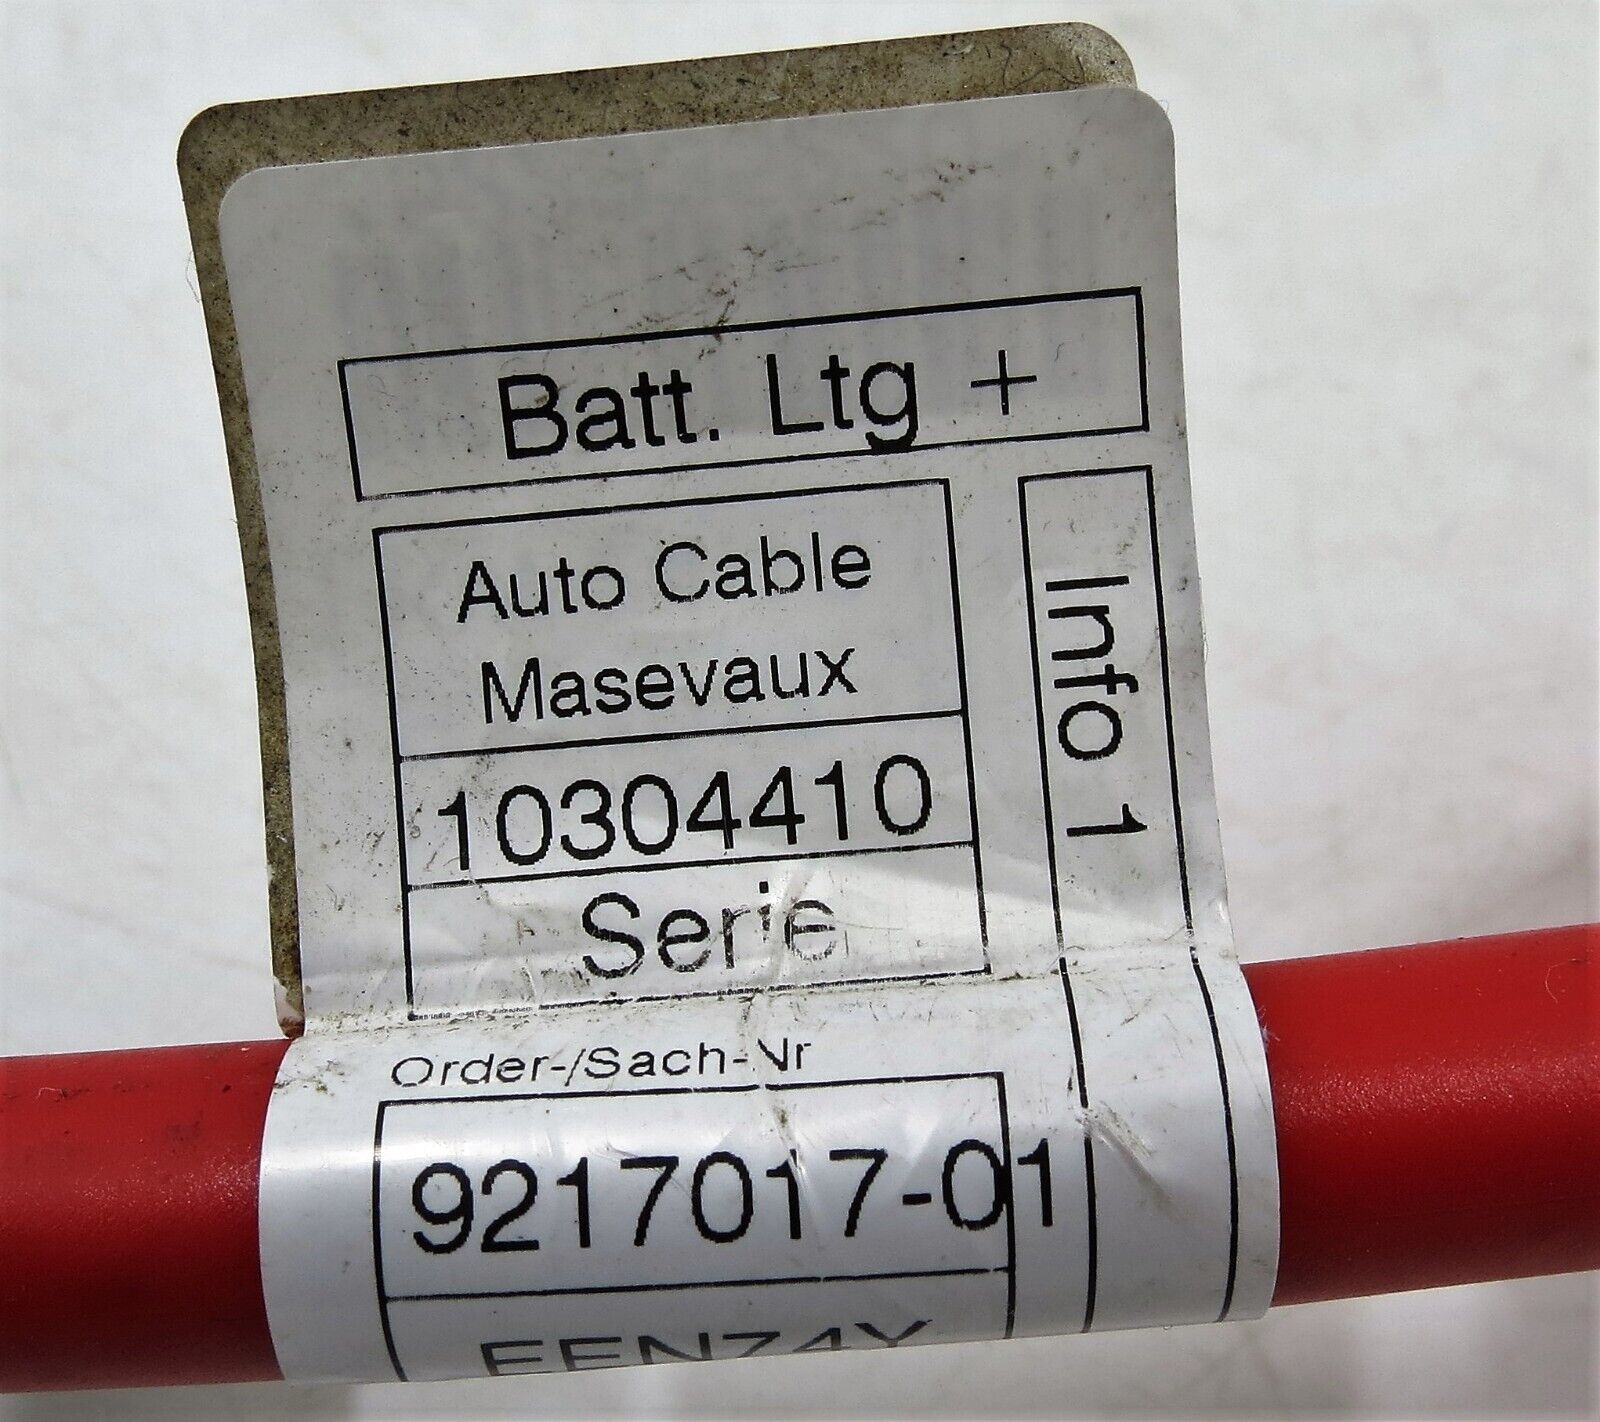 Batt. Ltg +
Auto Cable
Masevaux
10304410
Serie
Info 1
Order-/Sach-Nr
9217017-01